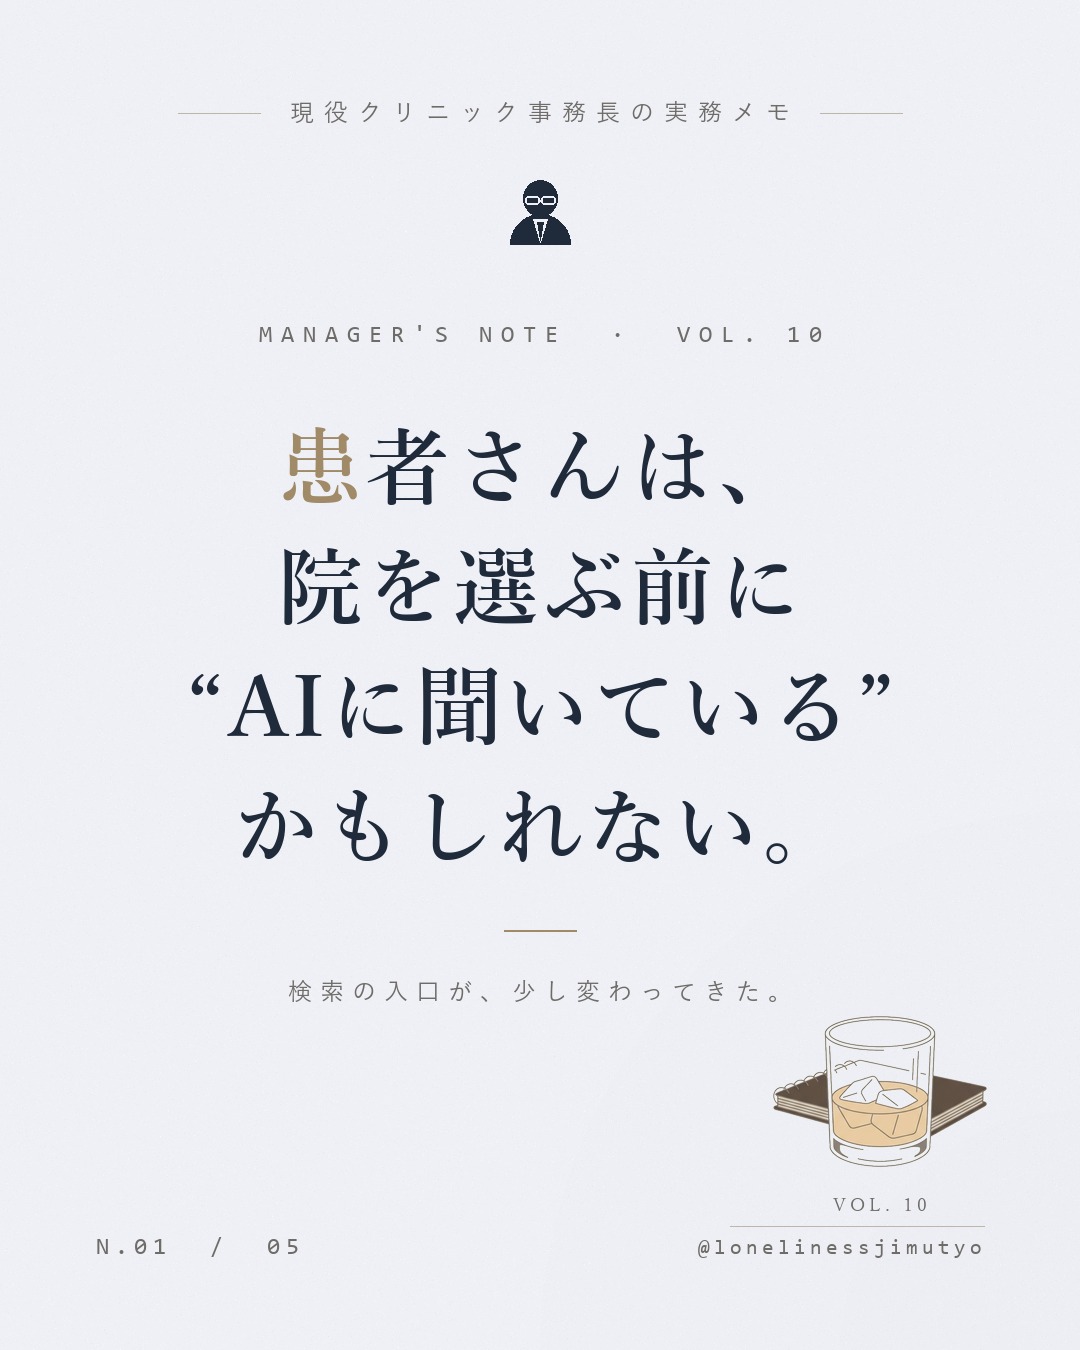 現役クリニック事務長の実務メモ
MANAGER'S NOTE · VOL. 10
患者さんは、
院を選ぶ前に
“AIに聞いている”
かもしれない。
検索の入口が、少し変わってきた。
VOL. 10
N.01 / 05
@lonelinessjimutyo